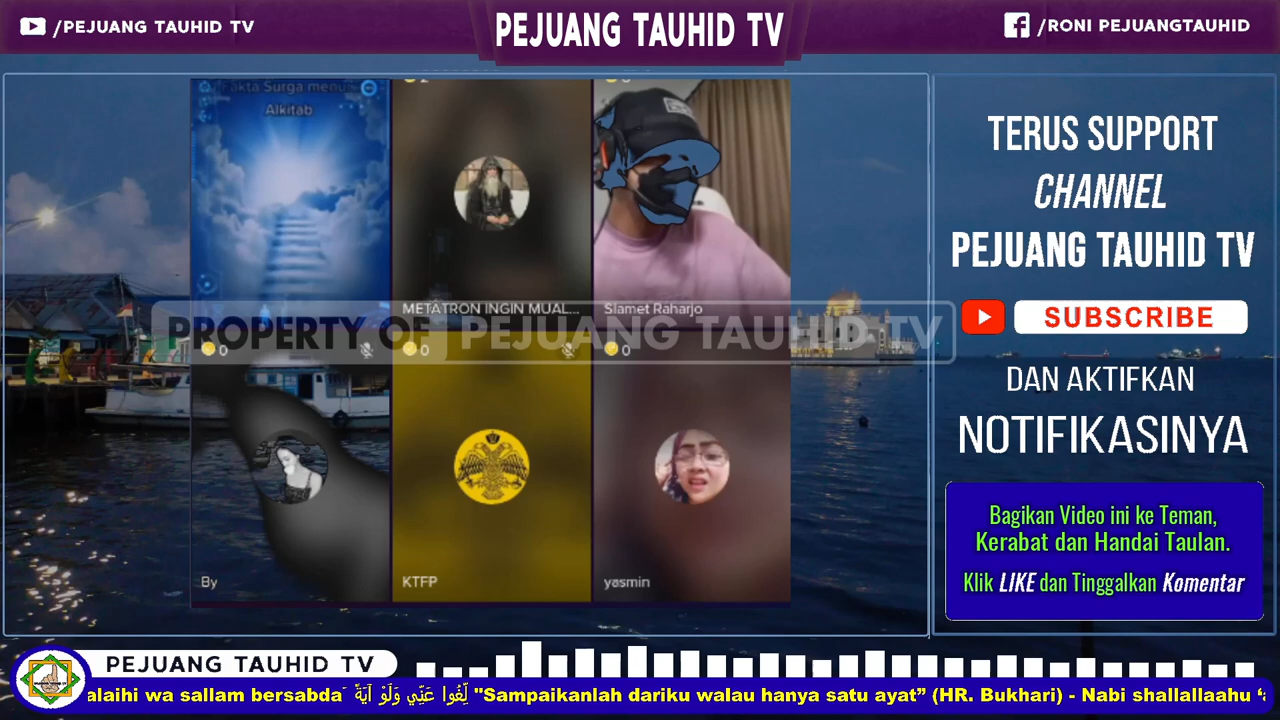 /PEJUANG TAUHID TV
PEJUANG TAUHID TV
/RONI PEJUANGTAUHID
Fakta Surga menurut
Alkitab
METATRON INGIN MUAL...
Slamet Raharjo
PROPERTY OF PEJUANG TAUHID TV
0
0
0
By
KTFP
yasmin
TERUS SUPPORT
CHANNEL
PEJUANG TAUHID TV
SUBSCRIBE
DAN AKTIFKAN
NOTIFIKASINYA
Bagikan Video ini ke Teman,
Kerabat dan Handai Taulan.
Klik LIKE dan Tinggalkan Komentar
PEJUANG TAUHID TV
alaihi wa sallam bersabda لِّغُوا عَنِّي وَلَوْ آيَةً "Sampaikanlah dariku walau hanya satu ayat” (HR. Bukhari) - Nabi shallallaahu ‘a